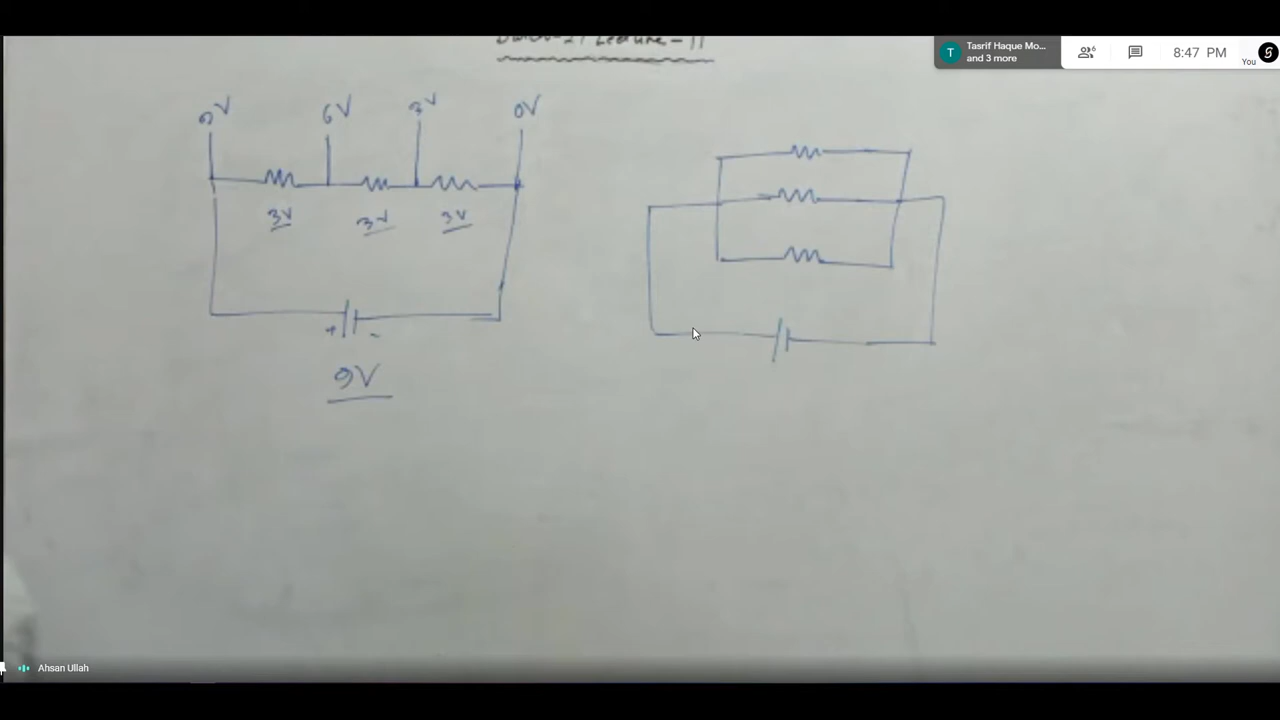 Lecture - 11
Tasrif Haque Mo...
and 3 more
6
8:47 PM
You
9V 6V 3V 0V
3V 3V 3V
+ -
9V
Ahsan Ullah